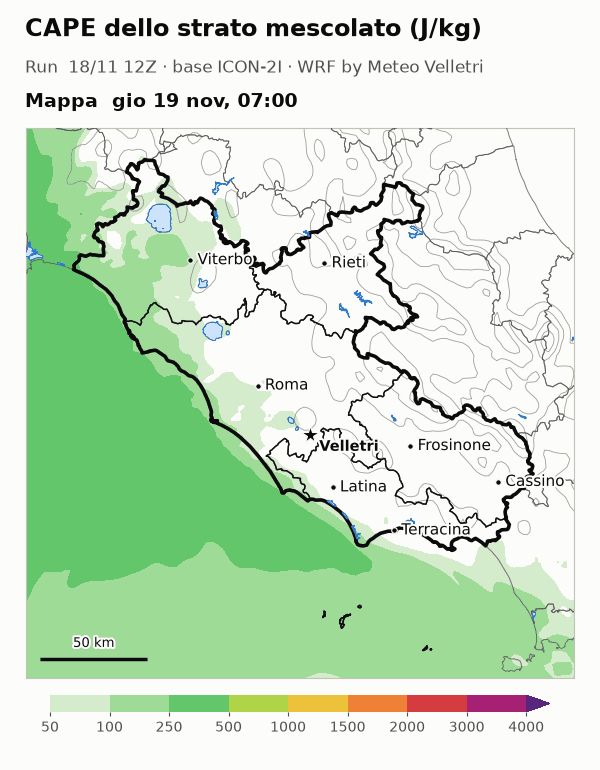 CAPE dello strato mescolato (J/kg)
Run  18/11 12Z · base ICON-2I · WRF by Meteo Velletri
Mappa  gio 19 nov, 07:00
Viterbo
Rieti
Roma
Velletri
Frosinone
Cassino
Latina
Terracina
50 km
50 100 250 500 1000 1500 2000 3000 4000